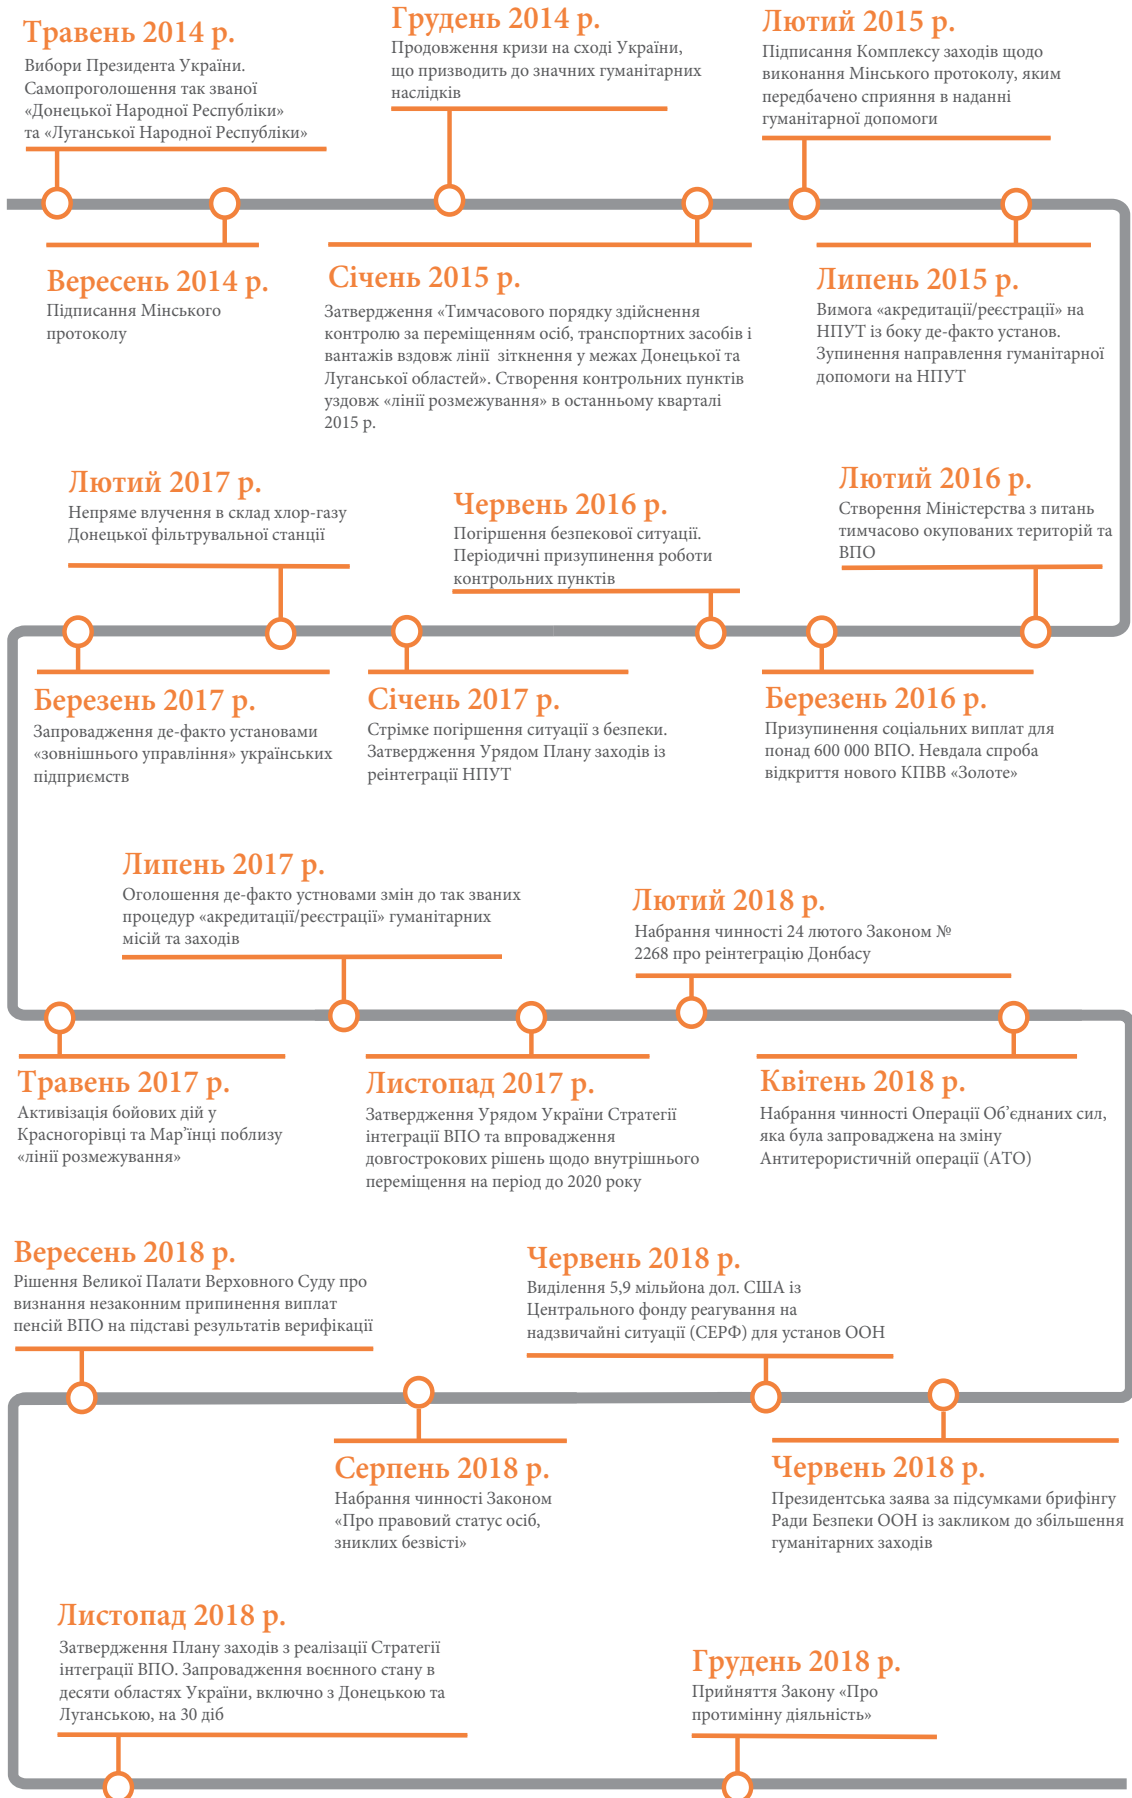 Травень 2014 р.
Вибори Президента України.
Самопроголошення так званої
«Донецької Народної Республіки»
та «Луганської Народної Республіки»
Грудень 2014 р.
Продовження кризи на сході України,
що призводить до значних гуманітарних
наслідків
Лютий 2015 р.
Підписання Комплексу заходів щодо
виконання Мінського протоколу, яким
передбачено сприяння в наданні
гуманітарної допомоги
Вересень 2014 р.
Підписання Мінського
протоколу
Січень 2015 р.
Затвердження «Тимчасового порядку здійснення
контролю за переміщенням осіб, транспортних засобів і
вантажів вздовж лінії зіткнення у межах Донецької та
Луганської областей». Створення контрольних пунктів
уздовж «лінії розмежування» в останньому кварталі
2015 р.
Липень 2015 р.
Вимога «акредитації/реєстрації» на
НПУТ із боку де-факто установ.
Зупинення направлення гуманітарної
допомоги на НПУТ
Лютий 2017 р.
Непряме влучення в склад хлор-газу
Донецької фільтрувальної станції
Червень 2016 р.
Погіршення безпекової ситуації.
Періодичні призупинення роботи
контрольних пунктів
Лютий 2016 р.
Створення Міністерства з питань
тимчасово окупованих територій та
ВПО
Березень 2017 р.
Запровадження де-факто установами
«зовнішнього управління» українських
підприємств
Січень 2017 р.
Стрімке погіршення ситуації з безпеки.
Затвердження Урядом Плану заходів із
реінтеграції НПУТ
Березень 2016 р.
Призупинення соціальних виплат для
понад 600 000 ВПО. Невдала спроба
відкриття нового КПВВ «Золоте»
Липень 2017 р.
Оголошення де-факто устновами змін до так званих
процедур «акредитації/реєстрації» гуманітарних
місій та заходів
Лютий 2018 р.
Набрання чинності 24 лютого Законом №
2268 про реінтеграцію Донбасу
Травень 2017 р.
Активізація бойових дій у
Красногорівці та Мар’їнці поблизу
«лінії розмежування»
Листопад 2017 р.
Затвердження Урядом України Стратегії
інтеграції ВПО та впровадження
довгострокових рішень щодо внутрішнього
переміщення на період до 2020 року
Квітень 2018 р.
Набрання чинності Операції Об’єднаних сил,
яка була запроваджена на зміну
Антитерористичній операції (АТО)
Вересень 2018 р.
Рішення Великої Палати Верховного Суду про
визнання незаконним припинення виплат
пенсій ВПО на підставі результатів верифікації
Червень 2018 р.
Виділення 5,9 мільйона дол. США із
Центрального фонду реагування на
надзвичайні ситуації (СЕРФ) для установ ООН
Серпень 2018 р.
Набрання чинності Законом
«Про правовий статус осіб,
зниклих безвісти»
Червень 2018 р.
Президентська заява за підсумками брифінгу
Ради Безпеки ООН із закликом до збільшення
гуманітарних заходів
Листопад 2018 р.
Затвердження Плану заходів з реалізації Стратегії
інтеграції ВПО. Запровадження воєнного стану в
десяти областях України, включно з Донецькою та
Луганською, на 30 діб
Грудень 2018 р.
Прийняття Закону «Про
протимінну діяльність»